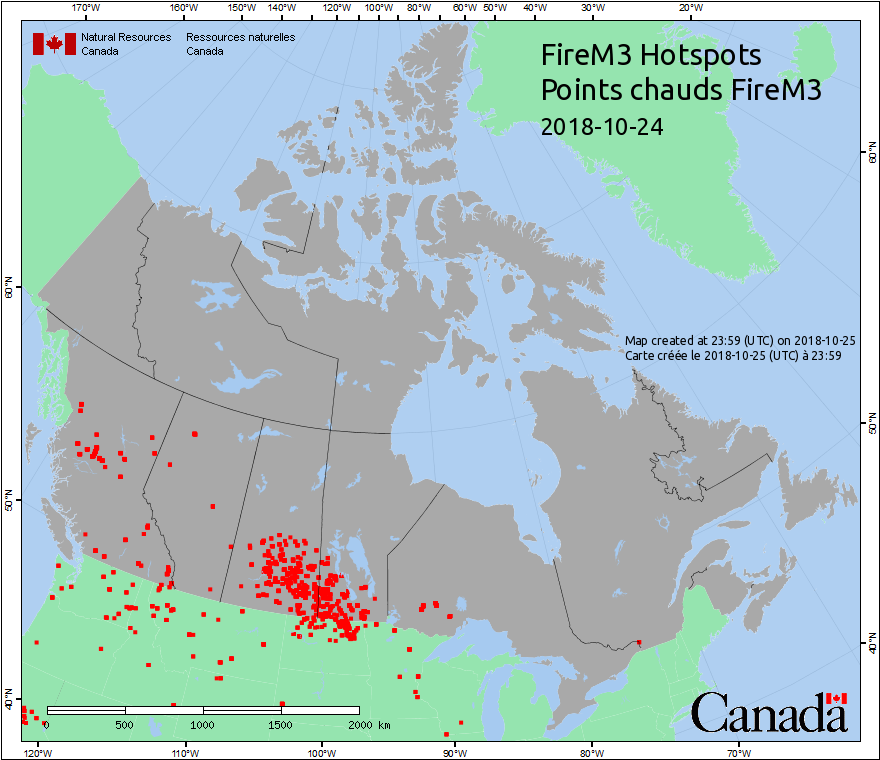 170°W 160°W 150°W 140°W 130°W 120°W 110°W 100°W 90°W 80°W 70°W 60°W 50°W 40°W 30°W 20°W
Natural Resources Ressources naturelles
Canada Canada
FireM3 Hotspots
Points chauds FireM3
2018-10-24
60°N
60°N
Map created at 23:59 (UTC) on 2018-10-25
Carte créée le 2018-10-25 (UTC) à 23:59
50°N
50°N
40°N
40°N
Canada
0 500 1000 1500 2000 km
120°W 110°W 100°W 90°W 80°W 70°W